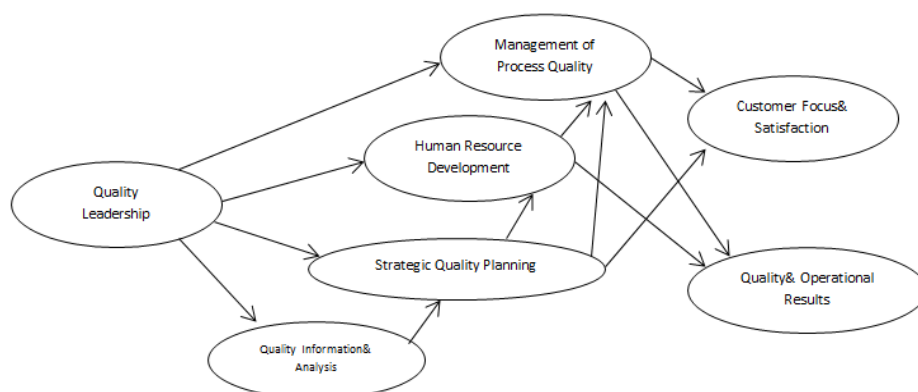 Management of
Process Quality
Customer Focus&
Satisfaction
Human Resource
Development
Quality
Leadership
Strategic Quality Planning
Quality& Operational
Results
Quality Information&
Analysis